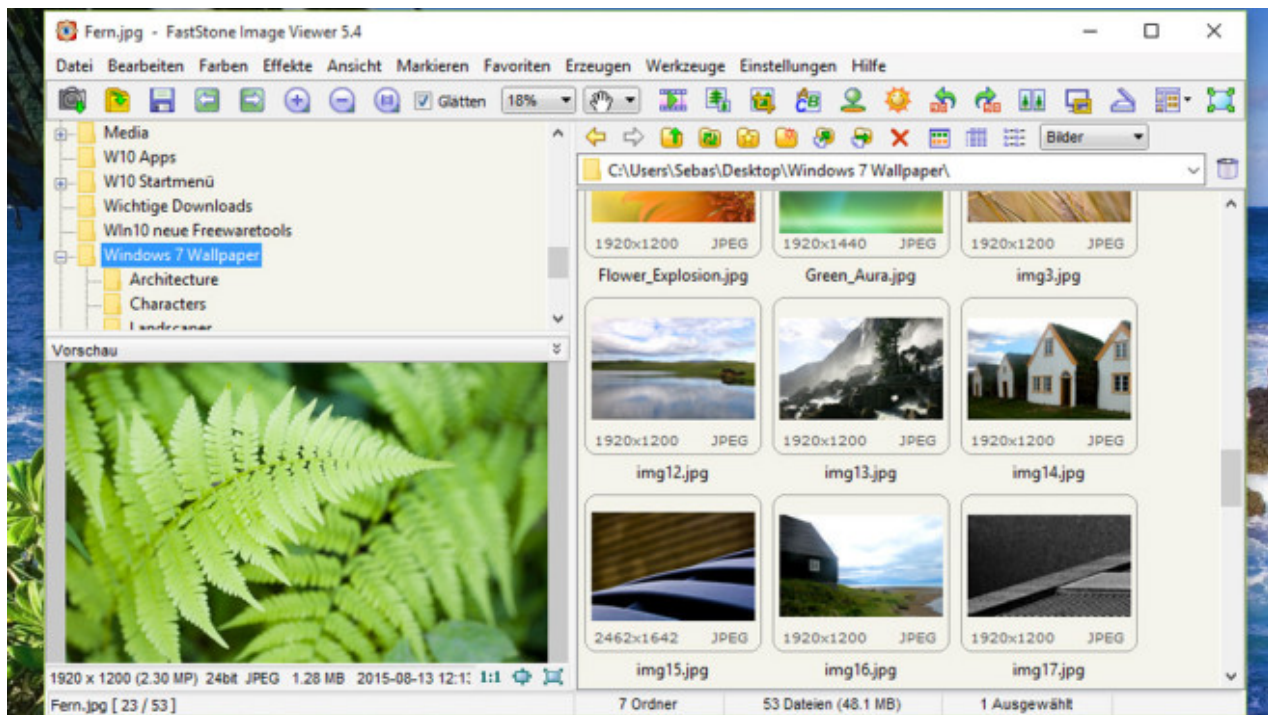 Fern.jpg - FastStone Image Viewer 5.4
Datei Bearbeiten Farben Effekte Ansicht Markieren Favoriten Erzeugen Werkzeuge Einstellungen Hilfe
Glätten 18%
Media
W10 Apps
W10 Startmenü
Wichtige Downloads
WIn10 neue Freewaretools
Windows 7 Wallpaper
Architecture
Characters
Landscapes
Vorschau
1920 x 1200 (2.30 MP) 24bit JPEG 1.28 MB 2015-08-13 12:1 1:1
Fern.jpg [ 23 / 53 ]
Bilder
C:\Users\Sebas\Desktop\Windows 7 Wallpaper\
1920x1200 JPEG 1920x1440 JPEG 1920x1200 JPEG
Flower_Explosion.jpg Green_Aura.jpg img3.jpg
1920x1200 JPEG 1920x1200 JPEG 1920x1200 JPEG
img12.jpg img13.jpg img14.jpg
2462x1642 JPEG 1920x1200 JPEG 1920x1200 JPEG
img15.jpg img16.jpg img17.jpg
7 Ordner 53 Dateien (48.1 MB) 1 Ausgewählt